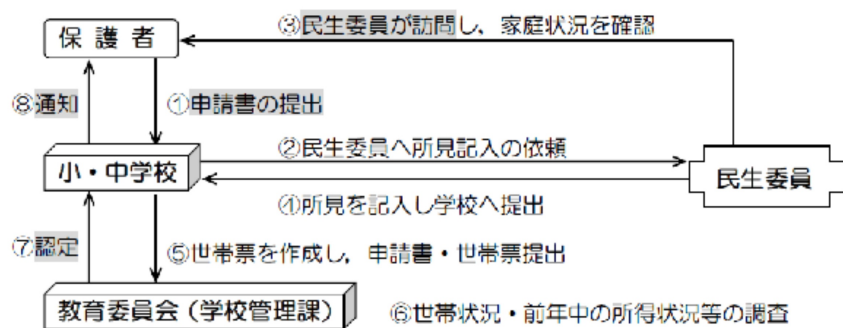 ③民生委員が訪問し、家庭状況を確認
保護者
⑧通知
①申請書の提出
②民生委員へ所見記入の依頼
小・中学校
民生委員
④所見を記入し学校へ提出
⑦認定
⑤世帯票を作成し，申請書・世帯票提出
教育委員会（学校管理課）
⑥世帯状況・前年中の所得状況等の調査